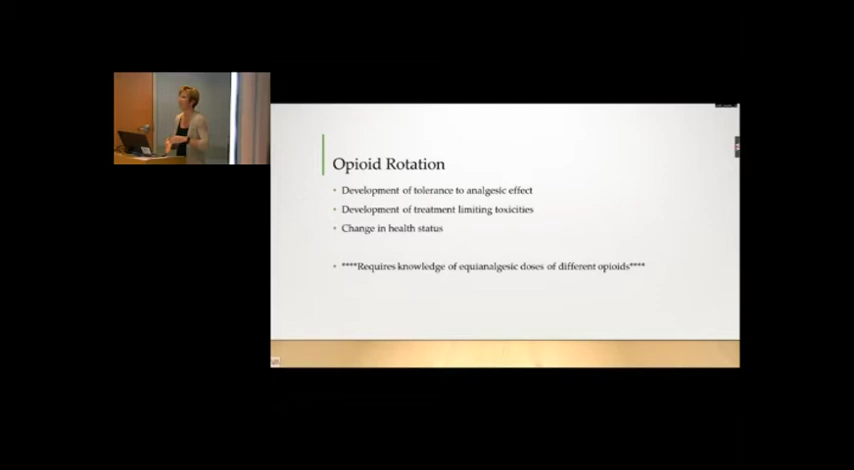 Opioid Rotation
• Development of tolerance to analgesic effect
• Development of treatment limiting toxicities
• Change in health status
• ****Requires knowledge of equianalgesic doses of different opioids****